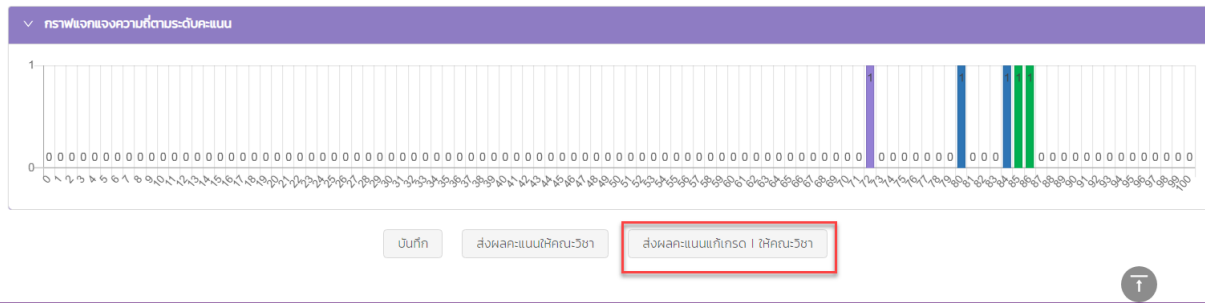 กราฟแจกแจงความถี่ตามระดับคะแนน
1
1 1 1 1 1
0 0 0 0 0 0 0 0 0 0 0 0 0 0 0 0 0 0 0 0 0 0 0 0 0 0 0 0 0 0 0 0 0 0 0 0 0 0 0 0 0 0 0 0 0 0 0 0 0 0 0 0 0 0 0 0 0 0 0 0 0 0 0 0 0 0 0 0 0 0 0 0 0 0 0 0 0 0 0 0 0 0 0 0 0 0 0 0 0 0 0 0 0 0 0 0
0
0 1 2 3 4 5 6 7 8 9 10 11 12 13 14 15 16 17 18 19 20 21 22 23 24 25 26 27 28 29 30 31 32 33 34 35 36 37 38 39 40 41 42 43 44 45 46 47 48 49 50 51 52 53 54 55 56 57 58 59 60 61 62 63 64 65 66 67 68 69 70 71 72 73 74 75 76 77 78 79 80 81 82 83 84 85 86 87 88 89 90 91 92 93 94 95 96 97 98 99 100
บันทึก ส่งผลคะแนนให้คณะวิชา ส่งผลคะแนนแก้เกรด I ให้คณะวิชา